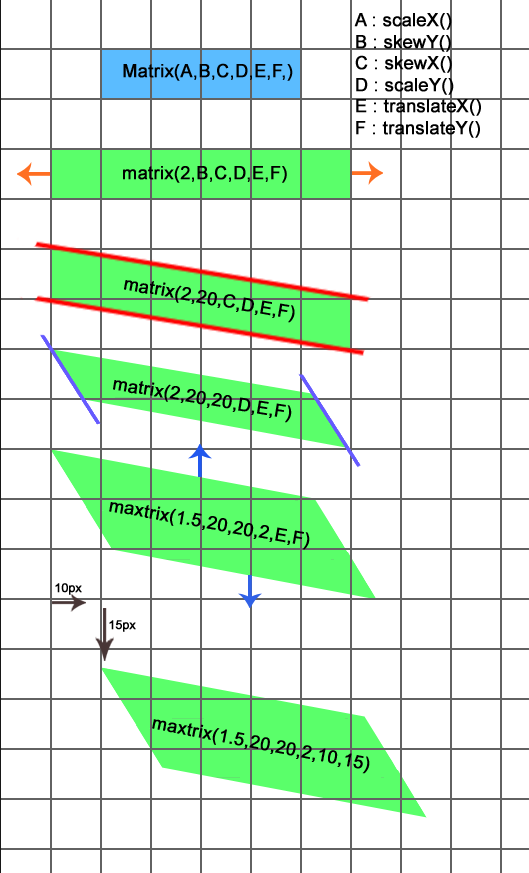 A : scaleX()
B : skewY()
C : skewX()
D : scaleY()
E : translateX()
F : translateY()
Matrix(A,B,C,D,E,F,)
matrix(2,B,C,D,E,F)
matrix(2,20,C,D,E,F)
matrix(2,20,20,D,E,F)
maxtrix(1.5,20,20,2,E,F)
10px
15px
maxtrix(1.5,20,20,2,10,15)